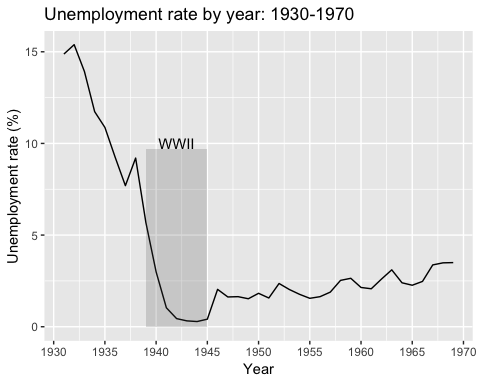 Unemployment rate by year: 1930-1970
Unemployment rate (%)
15
10
5
0
WWII
1930 1935 1940 1945 1950 1955 1960 1965 1970
Year